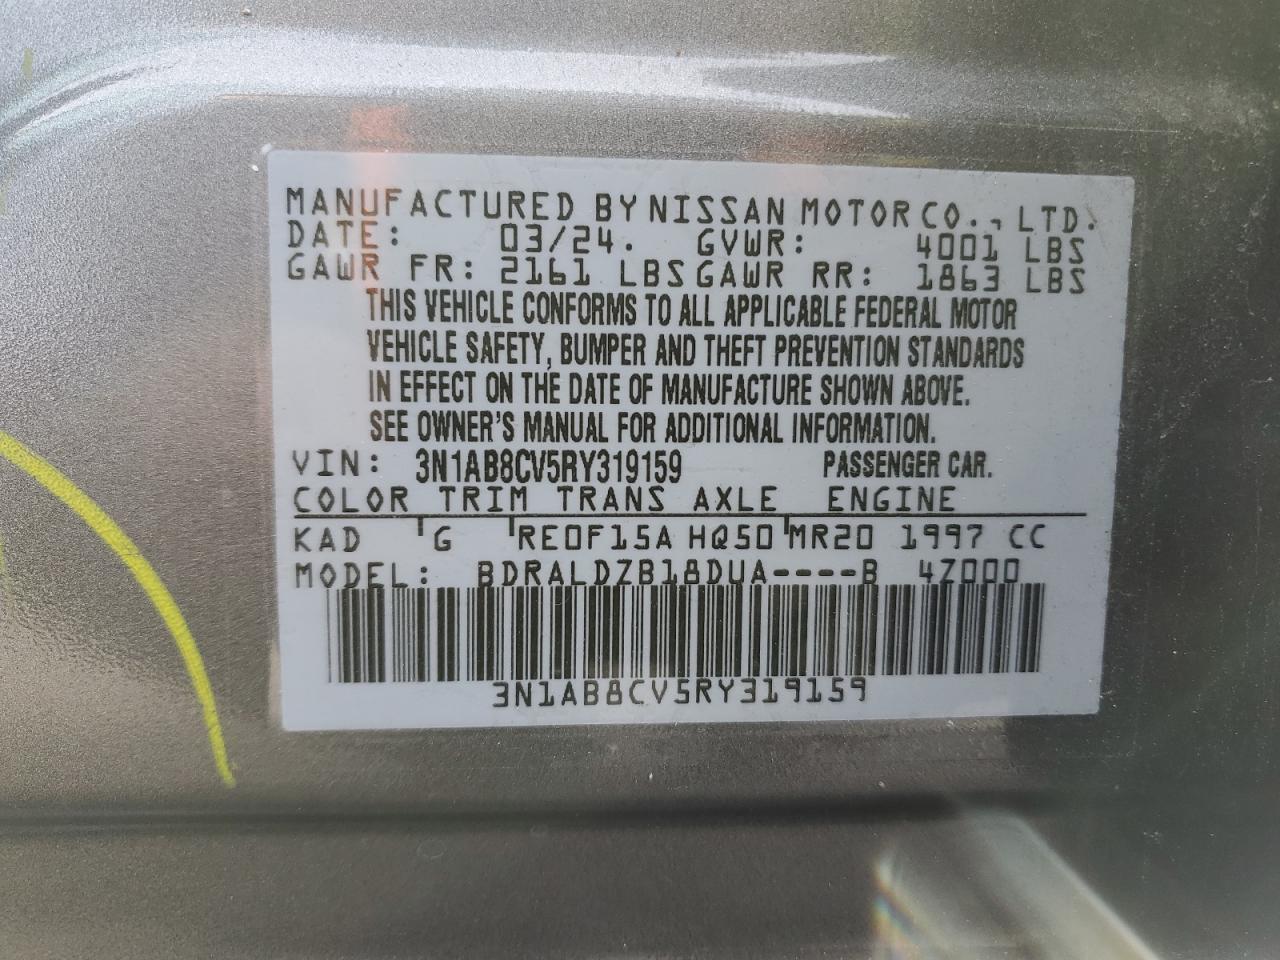 MANUFACTURED BY NISSAN MOTOR CO., LTD.
DATE: 03/24. GVWR: 4001 LBS
GAWR FR: 2161 LBS GAWR RR: 1863 LBS
THIS VEHICLE CONFORMS TO ALL APPLICABLE FEDERAL MOTOR
VEHICLE SAFETY, BUMPER AND THEFT PREVENTION STANDARDS
IN EFFECT ON THE DATE OF MANUFACTURE SHOWN ABOVE.
SEE OWNER'S MANUAL FOR ADDITIONAL INFORMATION.
VIN: 3N1AB8CV5RY319159 PASSENGER CAR.
COLOR TRIM TRANS AXLE ENGINE
KAD G RE0F15A HQ50 MR20 1997 CC
MODEL: BDRALDZB18DUA----B 4Z000
3N1AB8CV5RY319159